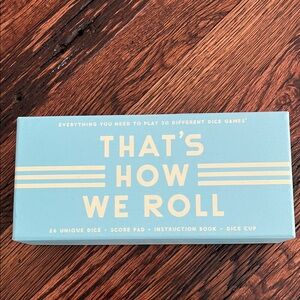 EVERYTHING YOU NEED TO PLAY 20 DIFFERENT DICE GAMES*
THAT'S
HOW
WE ROLL
26 UNIQUE DICE • SCORE PAD • INSTRUCTION BOOK • DICE CUP